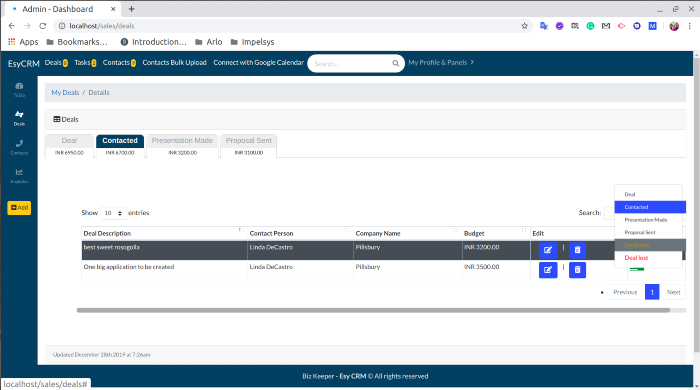 Admin - Dashboard
localhost/sales/deals
Apps Bookmarks... Introduction... Arlo Impelsys
EsyCRM Deals Tasks Contacts Contacts Bulk Upload Connect with Google Calendar Search... My Profile & Panels
ToDo
Deals
Contacts
Analytics
+Add
My Deals / Details
Deals
Deal Contacted Presentation Made Proposal Sent
INR 6950.00 INR 6700.00 INR 3200.00 INR 3100.00
Deal
Contacted
Presentation Made
Proposal Sent
Deal lost
Show 10 entries Search:
Deal Description Contact Person Company Name Budget Edit
best sweet rosogolla Linda DeCastro Pillsbury INR 3200.00 |
One big application to be created Linda DeCastro Pillsbury INR 3500.00 |
Previous 1 Next
Updated December 28th 2019 at 7:26am
Biz Keeper - Esy CRM © All rights reserved
localhost/sales/deals#